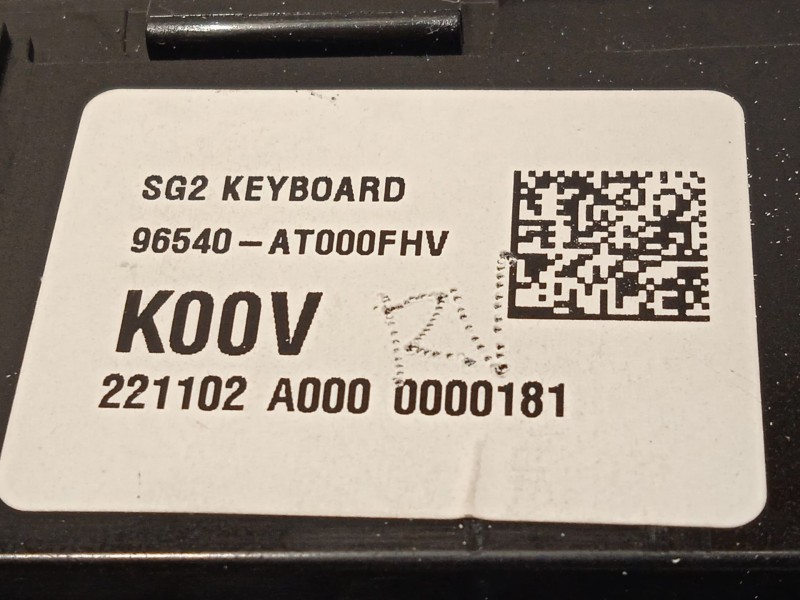 SG2 KEYBOARD
96540-AT000FHV
K00V
221102 A000 0000181